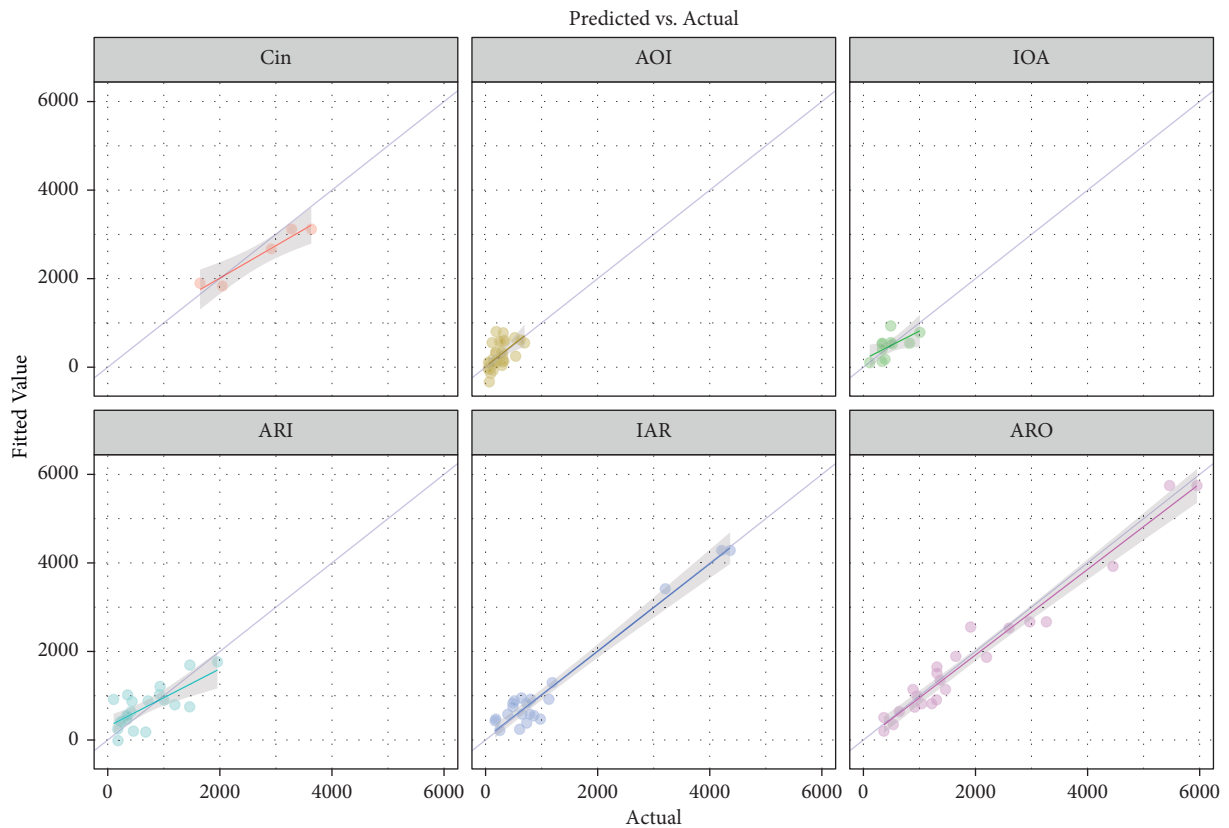 Predicted vs. Actual
Cin AOI IOA
6000
4000
2000
0
Fitted Value
ARI IAR ARO
6000
4000
2000
0
0 2000 4000 6000 0 2000 4000 6000 0 2000 4000 6000
Actual